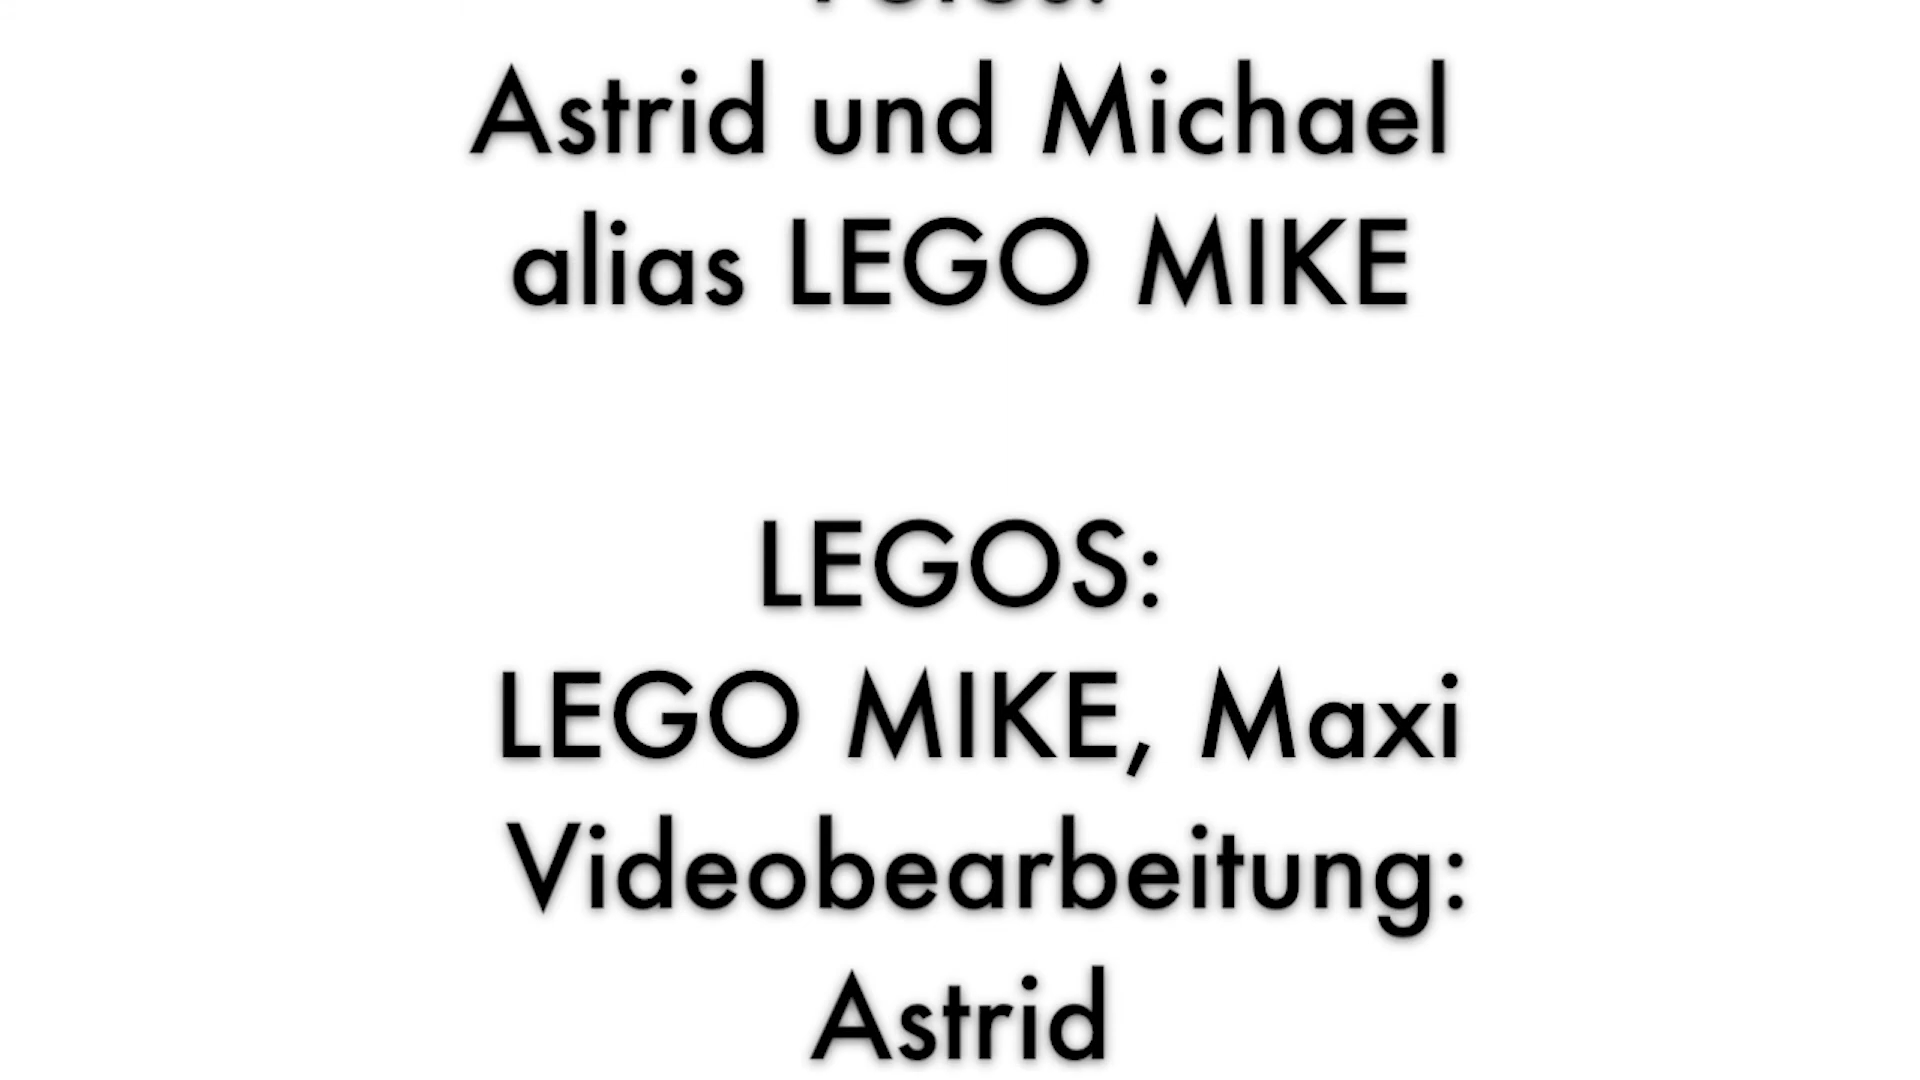 Astrid und Michael
alias LEGO MIKE
LEGOS:
LEGO MIKE, Maxi
Videobearbeitung:
Astrid